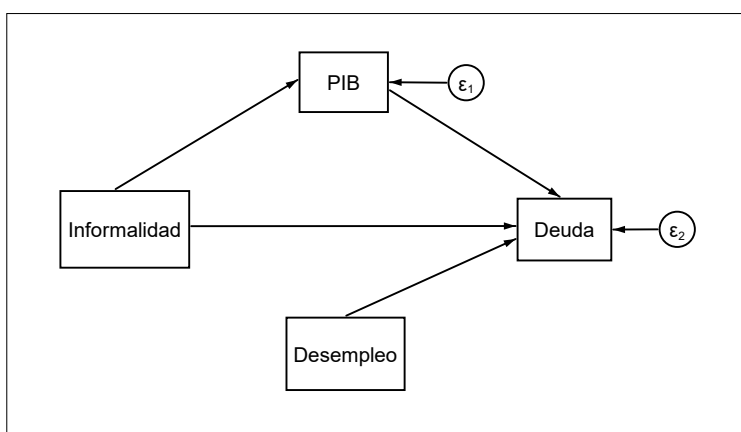 PIB
ε₁
Informalidad
Deuda
ε₂
Desempleo